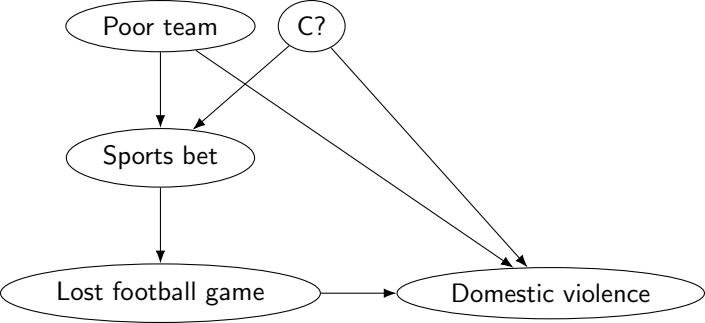 Poor team
C?
Sports bet
Lost football game
Domestic violence